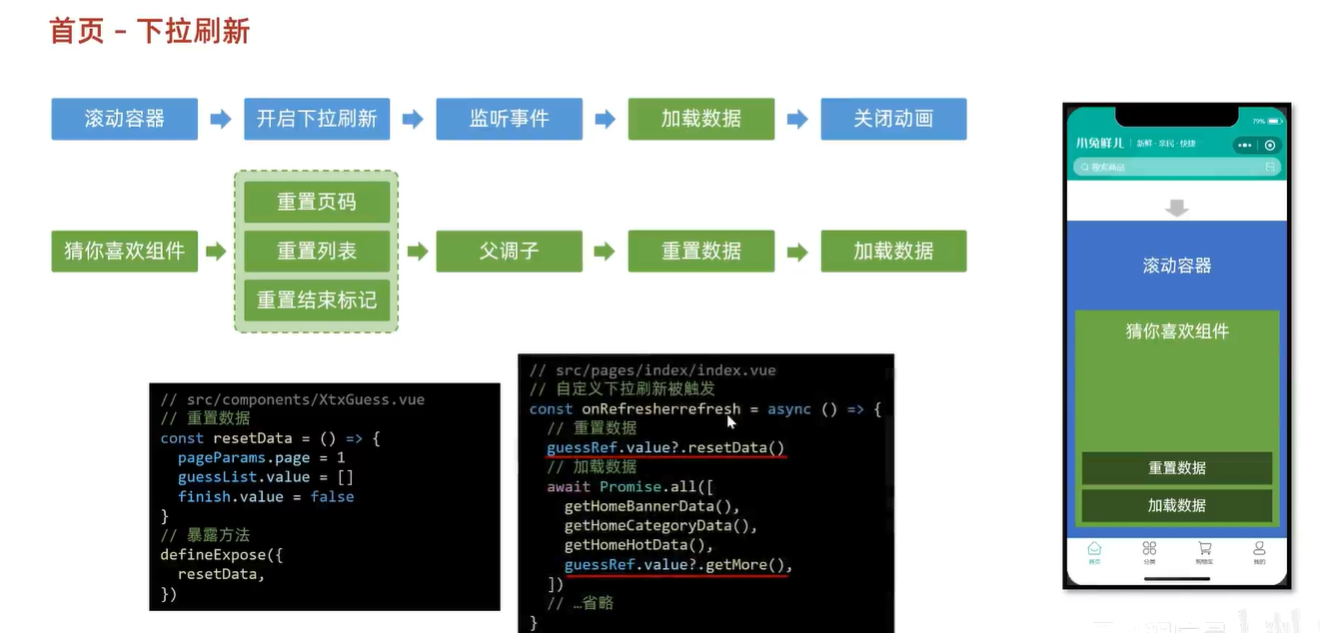 首页 – 下拉刷新
滚动容器
开启下拉刷新
监听事件
加载数据
关闭动画
猜你喜欢组件
重置页码
重置列表
重置结束标记
父调子
重置数据
加载数据
// src/components/XtxGuess.vue
// 重置数据
const resetData = () => {
pageParams.page = 1
guessList.value = []
finish.value = false
}
// 暴露方法
defineExpose({
resetData,
})
// src/pages/index/index.vue
// 自定义下拉刷新被触发
const onRefresherrefresh = async () => {
// 重置数据
guessRef.value?.resetData()
// 加载数据
await Promise.all([
getHomeBannerData(),
getHomeCategoryData(),
getHomeHotData(),
guessRef.value?.getMore(),
])
// …省略
}
79%
小兔鲜儿 | 新鲜·亲民·快捷
搜索商品
滚动容器
猜你喜欢组件
重置数据
加载数据
首页
分类
购物车
我的